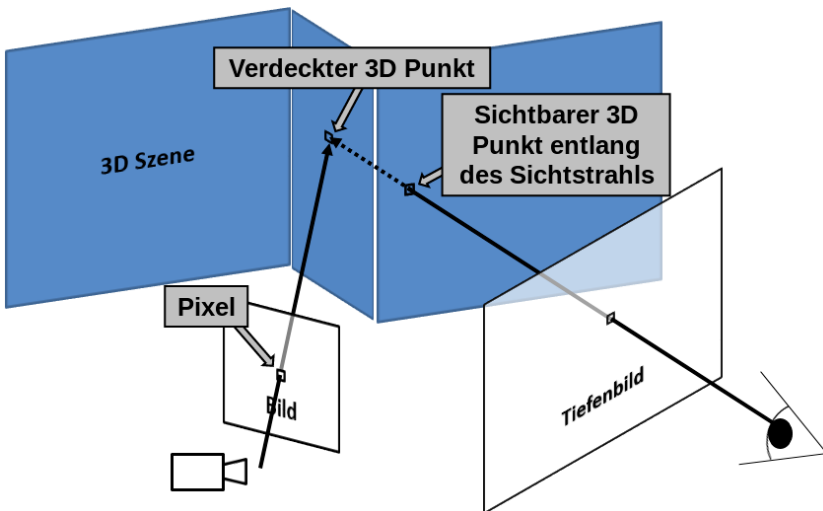 Verdeckter 3D Punkt
Sichtbarer 3D
Punkt entlang
des Sichtstrahls
3D Szene
Pixel
Bild
Tiefenbild